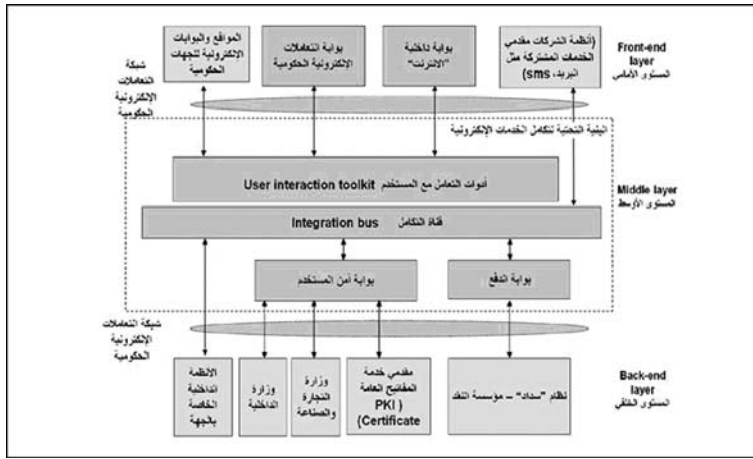 المواقع والبوابات
الإلكترونية للجهات
الحكومية
بوابة التعاملات
الإلكترونية الحكومية
بوابة داخلية
"الانترنت"
(أنظمة الشركات مقدمي
الخدمات المشتركة مثل
البريد، sms)
Front-end
layer
المستوى الأمامي
شبكة
التعاملات
الإلكترونية
الحكومية
البنية التحتية لتكامل الخدمات الإلكترونية
أدوات التعامل مع المستخدم User interaction toolkit
قناة التكامل Integration bus
Middle layer
المستوى الأوسط
بوابة أمن المستخدم
بوابة الدفع
شبكة التعاملات
الإلكترونية
الحكومية
الأنظمة
الداخلية
الخاصة
بالجهة
وزارة
الداخلية
وزارة
التجارة
والصناعة
مقدمي خدمة
المفاتيح العامة
PKI )
(Certificate
نظام "سداد" – مؤسسة النقد
Back-end
layer
المستوى الخلفي